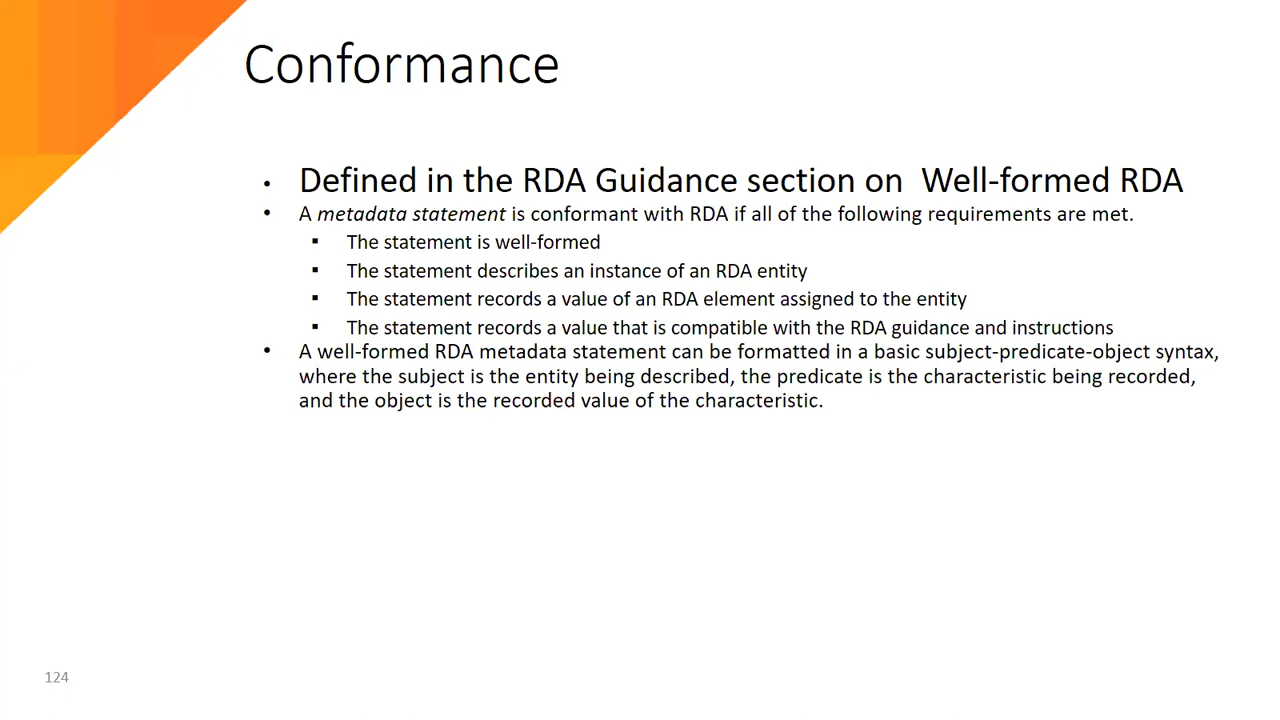 Conformance
• Defined in the RDA Guidance section on  Well-formed RDA
• A metadata statement is conformant with RDA if all of the following requirements are met.
▪ The statement is well-formed
▪ The statement describes an instance of an RDA entity
▪ The statement records a value of an RDA element assigned to the entity
▪ The statement records a value that is compatible with the RDA guidance and instructions
• A well-formed RDA metadata statement can be formatted in a basic subject-predicate-object syntax,
where the subject is the entity being described, the predicate is the characteristic being recorded,
and the object is the recorded value of the characteristic.
124